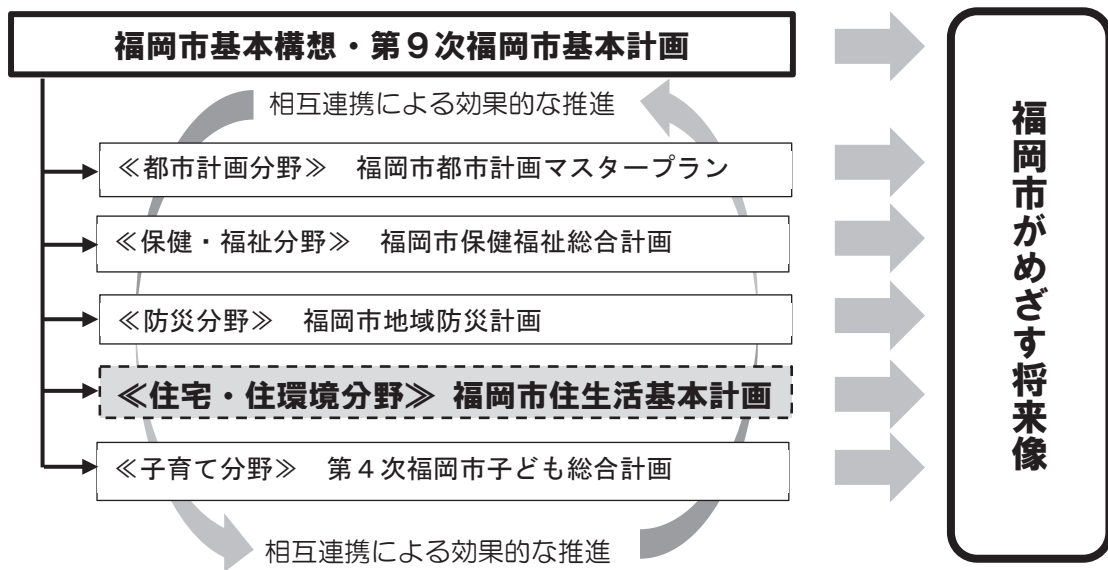 福岡市基本構想・第９次福岡市基本計画
相互連携による効果的な推進
≪都市計画分野≫　福岡市都市計画マスタープラン
≪保健・福祉分野≫　福岡市保健福祉総合計画
≪防災分野≫　福岡市地域防災計画
≪住宅・住環境分野≫ 福岡市住生活基本計画
≪子育て分野≫　第４次福岡市子ども総合計画
相互連携による効果的な推進
福岡市がめざす将来像